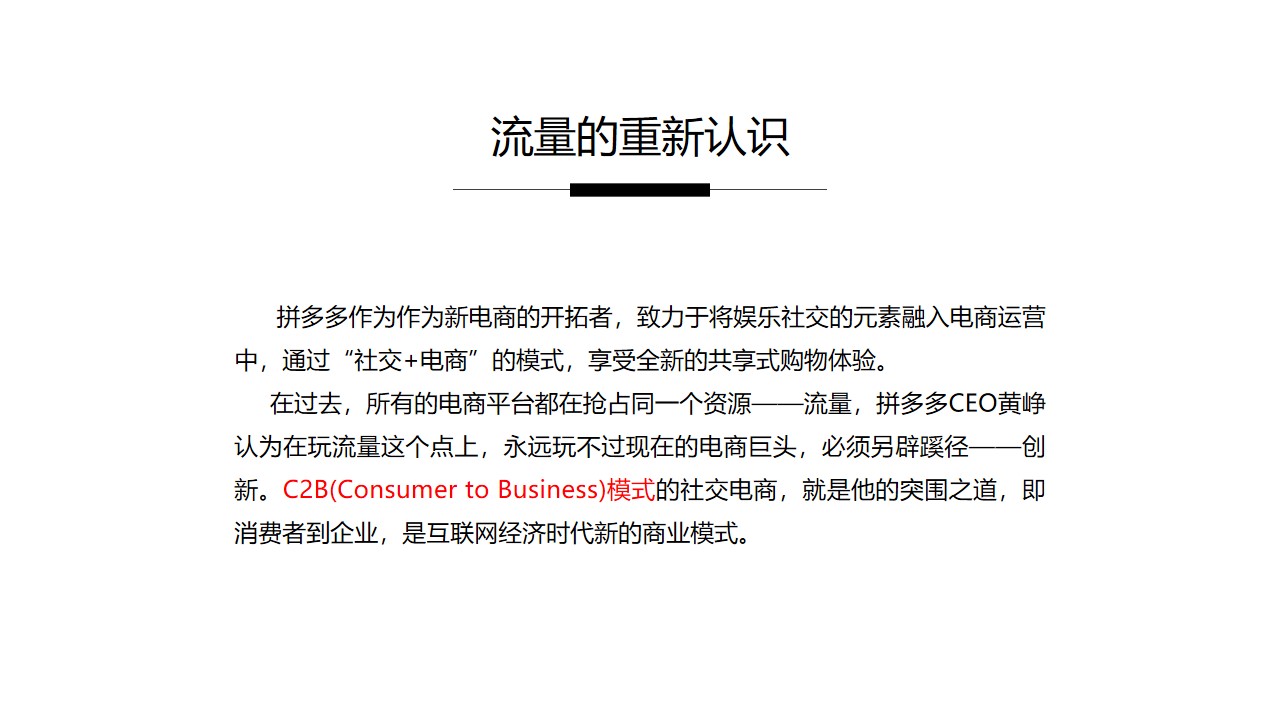 流量的重新认识
拼多多作为作为新电商的开拓者，致力于将娱乐社交的元素融入电商运营
中，通过“社交+电商”的模式，享受全新的共享式购物体验。
在过去，所有的电商平台都在抢占同一个资源——流量，拼多多CEO黄峥
认为在玩流量这个点上，永远玩不过现在的电商巨头，必须另辟蹊径——创
新。C2B(Consumer to Business)模式的社交电商，就是他的突围之道，即
消费者到企业，是互联网经济时代新的商业模式。